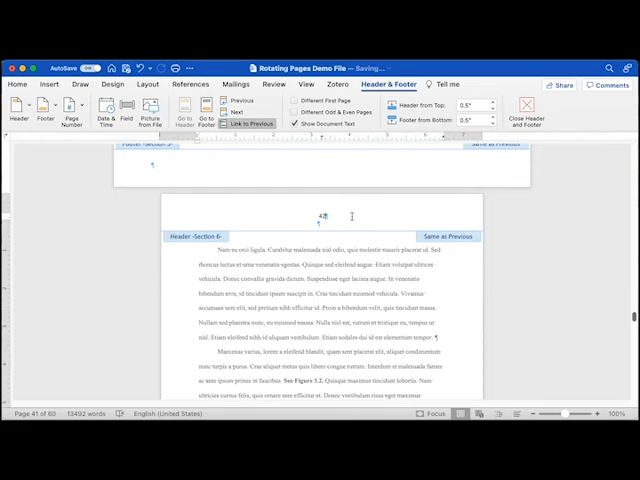 AutoSave ON Rotating Pages Demo File — Saving...
Home Insert Draw Design Layout References Mailings Review View Zotero Header & Footer Tell me Share Comments
Header Footer Page Number Date & Time Field Picture from File Go to Header Go to Footer Previous Next Link to Previous Different First Page Different Odd & Even Pages Show Document Text Header from Top: 0.5" Footer from Bottom: 0.5" Close Header and Footer
Footer -Section 5- Same as Previous
¶
42¶
¶
Header -Section 6- Same as Previous
Nam ec orci ligula. Curabitur malesuada nisl odio, quis molestie mauris placerat id. Sed
rhoncus lectus et urna venenatis egestas. Quisque sed eleifend augue. Etiam volutpat ultrices
vehicula. Donec convallis gravida dictum. Suspendisse eget lacinia augue. In venenatis
bibendum eros, id tincidunt ipsum suscipit in. Cras tincidunt euismod vehicula. Vivamus
accumsan sem elit, sed pretium nibh efficitur id. Proin bibendum, velit quis tincidunt massa.
Nullam sed pharetra nunc, eu euismod mauris. Nulla nisl erat, rutrum et tristique eu, tempus ut
nisl. Etiam eleifend nibh id aliquam vestibulum. Etiam sodales dui id est elementum tempor. ¶
Maecenas varius, lorem a eleifend blandit, quam sem placerat elit, aliquet condimentum
nunc turpis a urna. Cras aliquet metus quis libero congue rutrum. Interdum et malesuada fames
ac ante ipsum primis in faucibus. See Figure 5.2. Quisque maximus tincidunt lobortis. Nam
ultrices cursus felis, quis ornare sem efficitur et. Donec vulputate risus eget maximus
Page 41 of 60 13492 words English (United States) Focus 100%